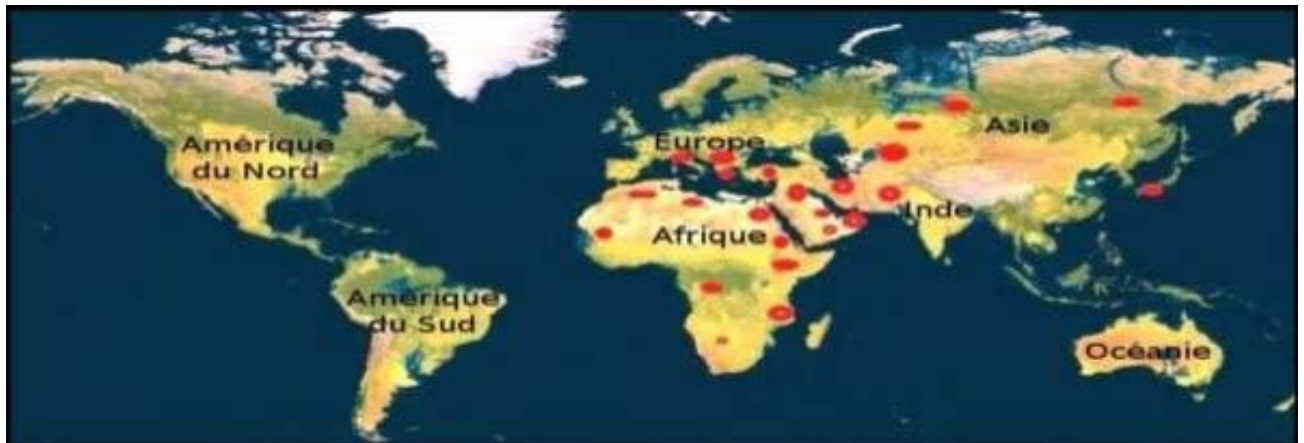 Amérique
du Nord
Europe
Asie
Inde
Afrique
Amérique
du Sud
Océanie